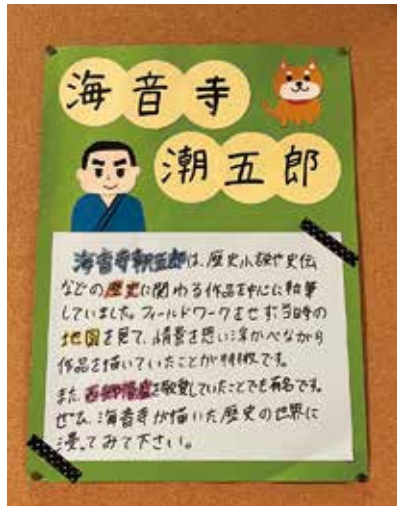 海音寺
潮五郎
海音寺潮五郎は、歴史小説や史伝
などの歴史に関わる作品を中心に執筆
していました。フィールドワークをせず、当時の
地図を見て、情景を思い浮かべながら
作品を描いていたことが特徴です。
また、西郷隆盛を敬愛していたことでも有名です。
ぜひ、海音寺が描いた歴史の世界に
浸ってみて下さい。